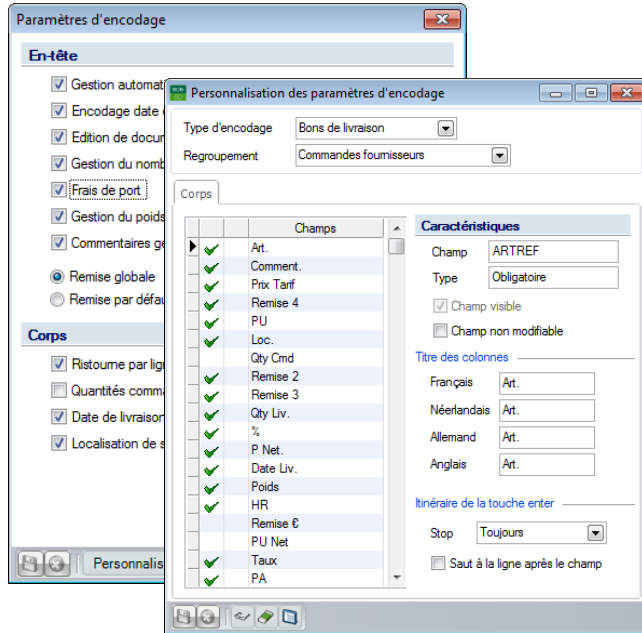 Paramètres d'encodage
En-tête
Gestion automati
Encodage date
Edition de docur
Gestion du nomb
Frais de port
Gestion du poids
Commentaires ge
Remise globale
Remise par défau
Corps
Ristourne par lign
Quantités comma
Date de livraison
Localisation de s
Personnalis
Personnalisation des paramètres d'encodage
Type d'encodage Bons de livraison
Regroupement Commandes fournisseurs
Corps
Champs
Art.
Comment.
Prix Tarif
Remise 4
PU
Loc.
Qty Cmd
Remise 2
Remise 3
Qty Liv.
%
P Net.
Date Liv.
Poids
HR
Remise €
PU Net
Taux
PA
Caractéristiques
Champ ARTREF
Type Obligatoire
Champ visible
Champ non modifiable
Titre des colonnes
Français Art.
Néerlandais Art.
Allemand Art.
Anglais Art.
Itinéraire de la touche enter
Stop Toujours
Saut à la ligne après le champ